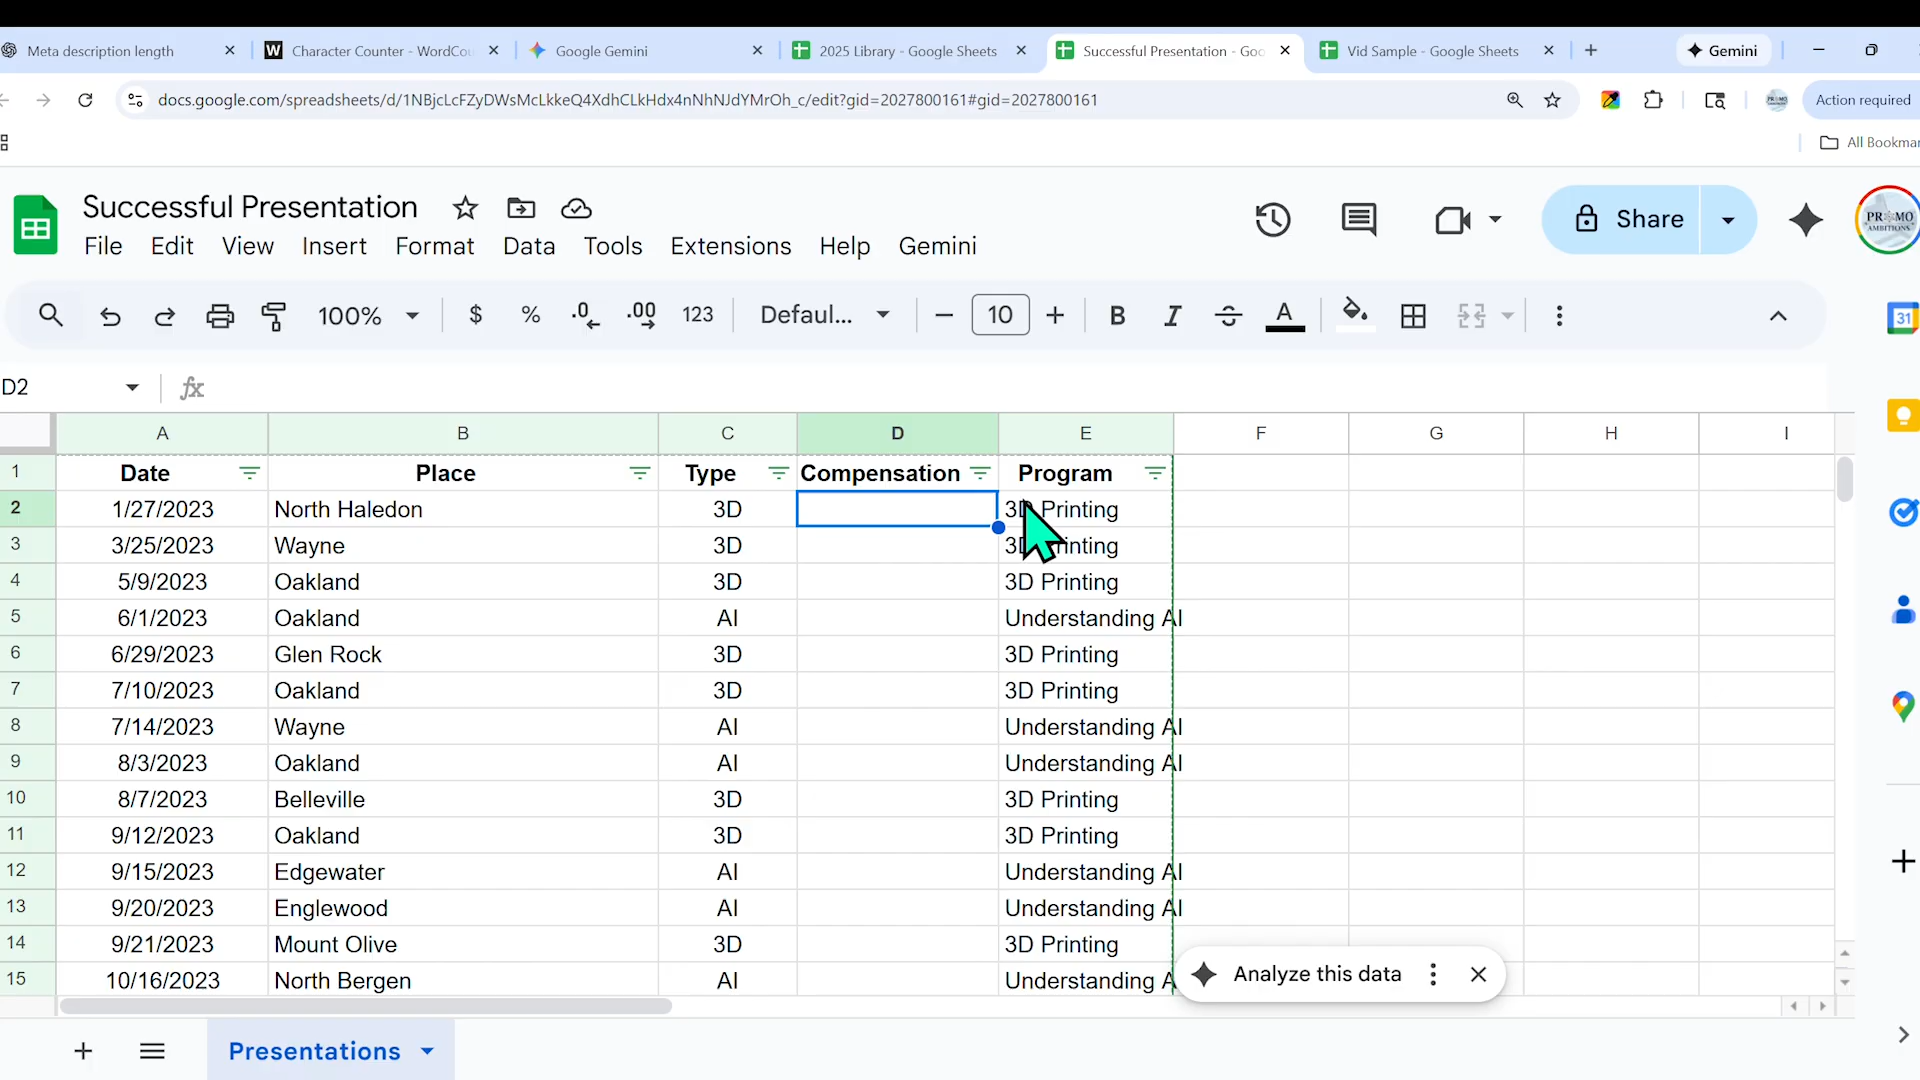 Meta description length
W Character Counter - WordCou
Google Gemini
2025 Library - Google Sheets
Successful Presentation - Goo
Vid Sample - Google Sheets
Gemini
docs.google.com/spreadsheets/d/1NBjcLcFZyDWsMcLkkeQ4XdhCLkHdx4nNhNJdYMrOh_c/edit?gid=2027800161#gid=2027800161
Action required
All Bookmar
Successful Presentation
Share
PROMO
AMBITIONS
File Edit View Insert Format Data Tools Extensions Help Gemini
100% $ % .0 .00 123 Defaul... 10 B I S A
31
D2 fx
A B C D E F G H I
1 Date Place Type Compensation Program
2 1/27/2023 North Haledon 3D 3D Printing
3 3/25/2023 Wayne 3D 3D Printing
4 5/9/2023 Oakland 3D 3D Printing
5 6/1/2023 Oakland AI Understanding AI
6 6/29/2023 Glen Rock 3D 3D Printing
7 7/10/2023 Oakland 3D 3D Printing
8 7/14/2023 Wayne AI Understanding AI
9 8/3/2023 Oakland AI Understanding AI
10 8/7/2023 Belleville 3D 3D Printing
11 9/12/2023 Oakland 3D 3D Printing
12 9/15/2023 Edgewater AI Understanding AI
13 9/20/2023 Englewood AI Understanding AI
14 9/21/2023 Mount Olive 3D 3D Printing
15 10/16/2023 North Bergen AI Understanding A
Analyze this data
Presentations